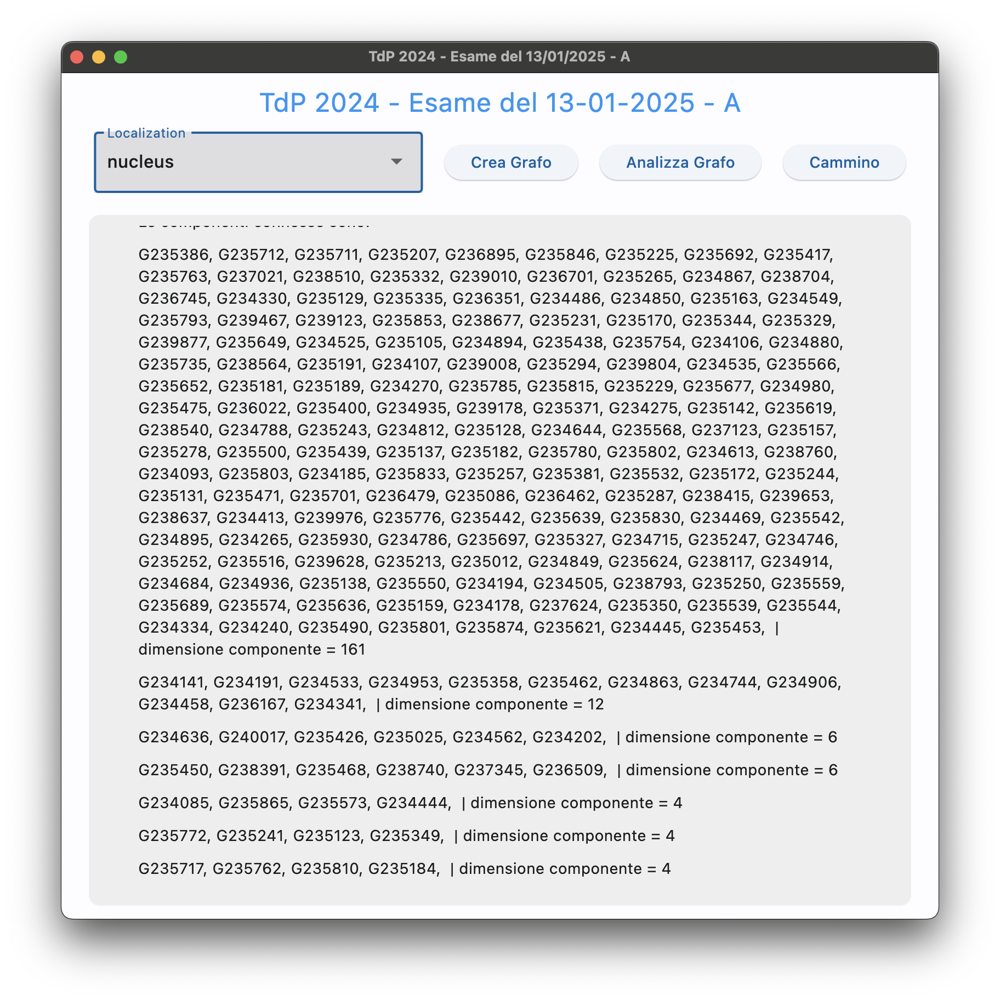 TdP 2024 - Esame del 13/01/2025 - A
TdP 2024 - Esame del 13-01-2025 - A
Localization
nucleus
Crea Grafo
Analizza Grafo
Cammino
Le componenti connesse sono:
G235386, G235712, G235711, G235207, G236895, G235846, G235225, G235692, G235417,
G235763, G237021, G238510, G235332, G239010, G236701, G235265, G234867, G238704,
G236745, G234330, G235129, G235335, G236351, G234486, G234850, G235163, G234549,
G235793, G239467, G239123, G235853, G238677, G235231, G235170, G235344, G235329,
G239877, G235649, G234525, G235105, G234894, G235438, G235754, G234106, G234880,
G235735, G238564, G235191, G234107, G239008, G235294, G239804, G234535, G235566,
G235652, G235181, G235189, G234270, G235785, G235815, G235229, G235677, G234980,
G235475, G236022, G235400, G234935, G239178, G235371, G234275, G235142, G235619,
G238540, G234788, G235243, G234812, G235128, G234644, G235568, G237123, G235157,
G235278, G235500, G235439, G235137, G235182, G235780, G235802, G234613, G238760,
G234093, G235803, G234185, G235833, G235257, G235381, G235532, G235172, G235244,
G235131, G235471, G235701, G236479, G235086, G236462, G235287, G238415, G239653,
G238637, G234413, G239976, G235776, G235442, G235639, G235830, G234469, G235542,
G234895, G234265, G235930, G234786, G235697, G235327, G234715, G235247, G234746,
G235252, G235516, G239628, G235213, G235012, G234849, G235624, G238117, G234914,
G234684, G234936, G235138, G235550, G234194, G234505, G238793, G235250, G235559,
G235689, G235574, G235636, G235159, G234178, G237624, G235350, G235539, G235544,
G234334, G234240, G235490, G235801, G235874, G235621, G234445, G235453, |
dimensione componente = 161
G234141, G234191, G234533, G234953, G235358, G235462, G234863, G234744, G234906,
G234458, G236167, G234341, | dimensione componente = 12
G234636, G240017, G235426, G235025, G234562, G234202, | dimensione componente = 6
G235450, G238391, G235468, G238740, G237345, G236509, | dimensione componente = 6
G234085, G235865, G235573, G234444, | dimensione componente = 4
G235772, G235241, G235123, G235349, | dimensione componente = 4
G235717, G235762, G235810, G235184, | dimensione componente = 4